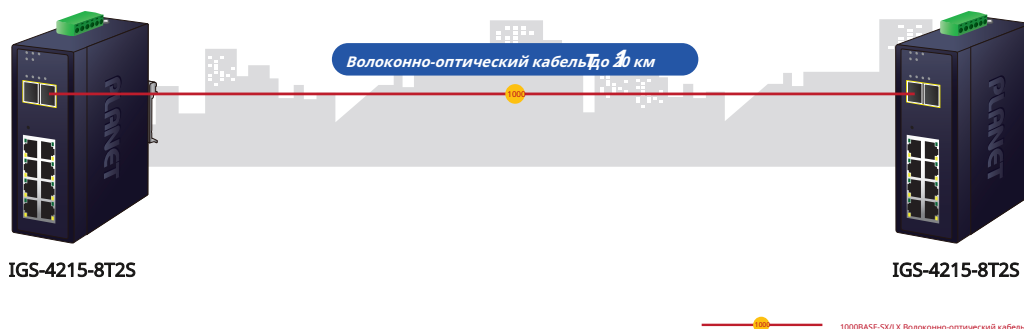 Волоконно-оптический кабель до 20 км
1000
PLANET
PLANET
IGS-4215-8T2S
IGS-4215-8T2S
1000
1000BASE-SX/LX Волоконно-оптический кабель